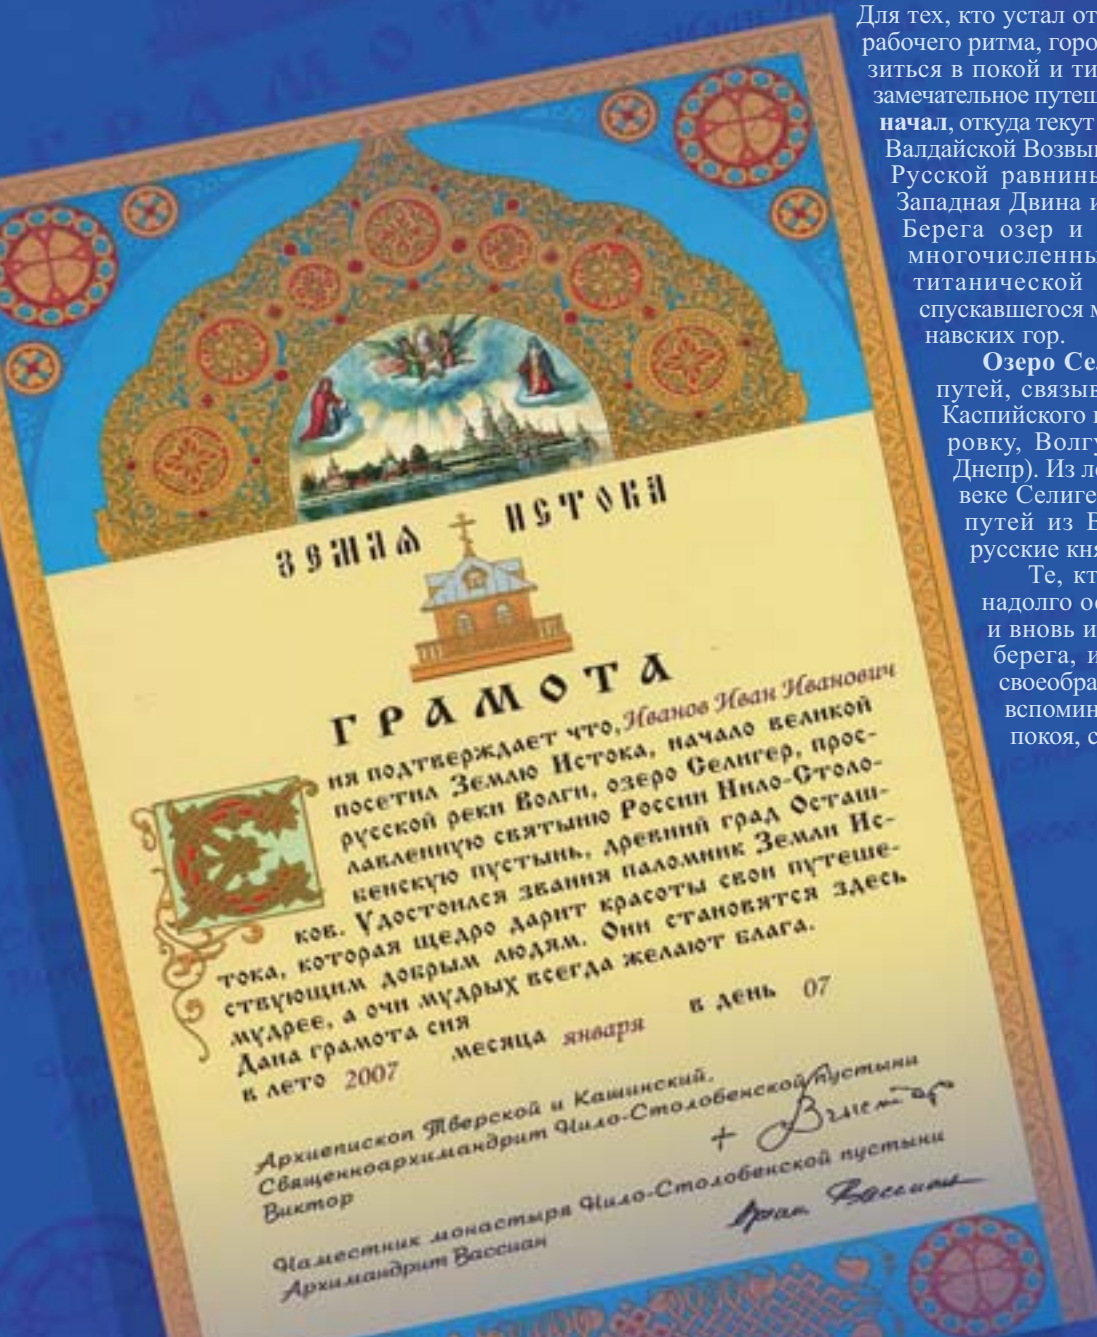 ГРАМОТА
ЗЕМЛЯ ИСТОКА
ГРАМОТА
Сия подтверждает что, Иванов Иван Иванович
посетил Землю Истока, начало великой
русской реки Волги, озеро Селигер, прос-
лавленную святыню России Нило-Столо-
бенскую пустынь, древний град Осташ-
ков. Удостоился звания паломник Земли Ис-
тока, которая щедро дарит красоты свои путеше-
ствующим добрым людям. Они становятся здесь
мудрее, а очи мудрых всегда желают блага.
Дана грамота сия
в лето 2007 месяца января в день 07
Архиепископ Тверской и Кашинский,
Священноархимандрит Нило-Столобенской пустыни
Виктор
Наместник монастыря Нило-Столобенской пустыни
Архимандрит Вассиан
Для тех, кто устал от
рабочего ритма, горо
зиться в покой и ти
замечательное путеш
начал, откуда текут
Валдайской Возвы
Русской равнин
Западная Двина и
Берега озер и
многочисленны
титанической
спускавшегося м
навских гор.
Озеро Се
путей, связыв
Каспийского
ровку, Волгу
Днепр). Из ле
веке Селиге
путей из В
русские кня
Те, кт
надолго ос
и вновь и
берега, и
своеобра
вспомин
покоя, с